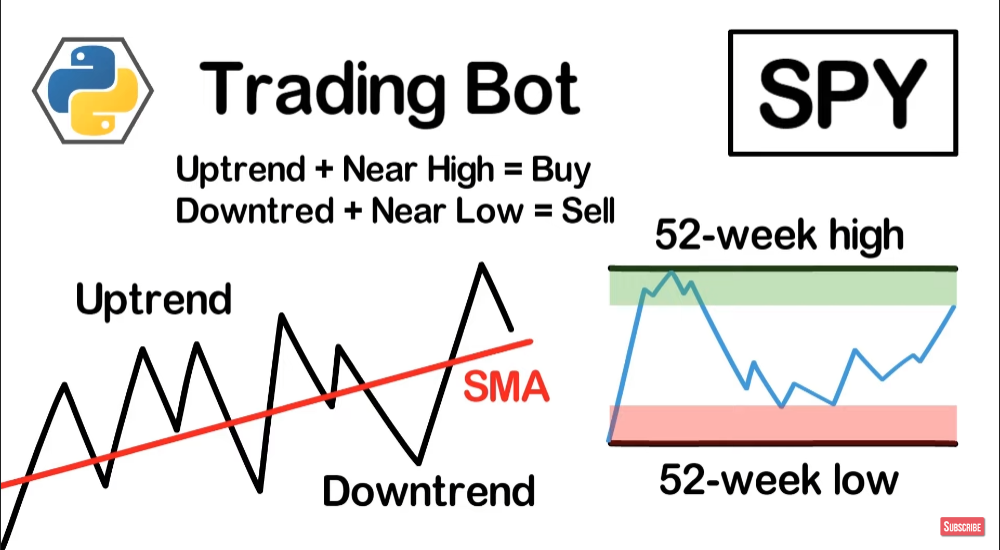 Trading Bot
SPY
Uptrend + Near High = Buy
Downtred + Near Low = Sell
52-week high
Uptrend
SMA
Downtrend
52-week low
SUBSCRIBE